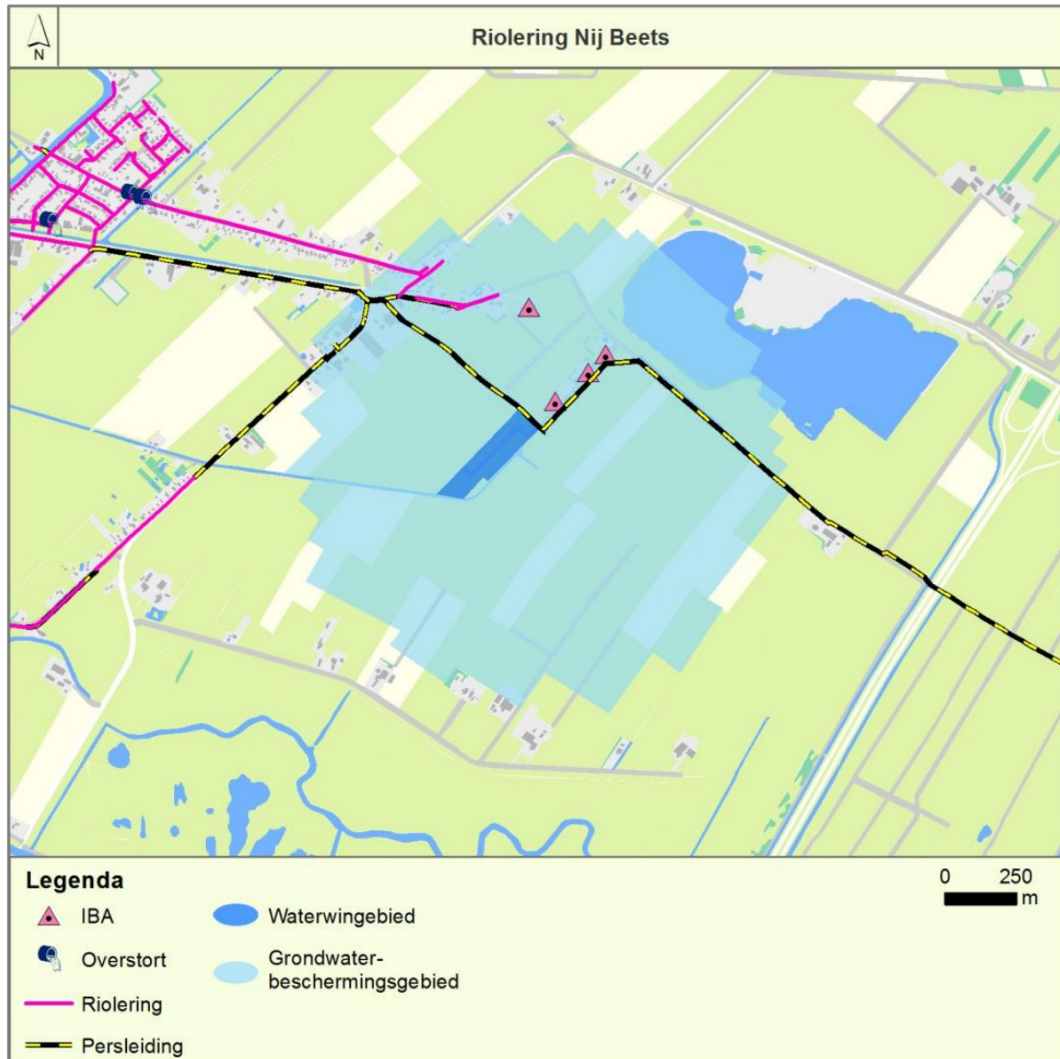 N
Riolering Nij Beets
Legenda
IBA
Overstort
Riolering
Persleiding
Waterwingebied
Grondwater-
beschermingsgebied
0 250
m